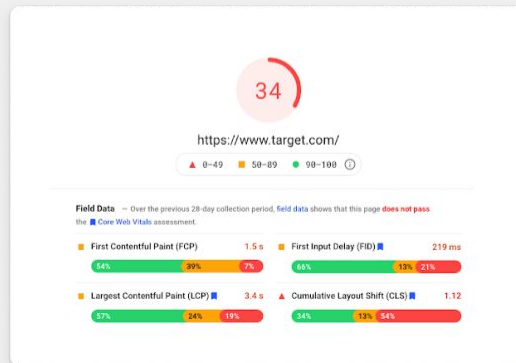 34
https://www.target.com/
0–49 50–89 90–100
Field Data — Over the previous 28-day collection period, field data shows that this page does not pass
the Core Web Vitals assessment.
First Contentful Paint (FCP) 1.5 s
54% 39% 7%
First Input Delay (FID) 219 ms
66% 13% 21%
Largest Contentful Paint (LCP) 3.4 s
57% 24% 19%
Cumulative Layout Shift (CLS) 1.12
34% 13% 54%